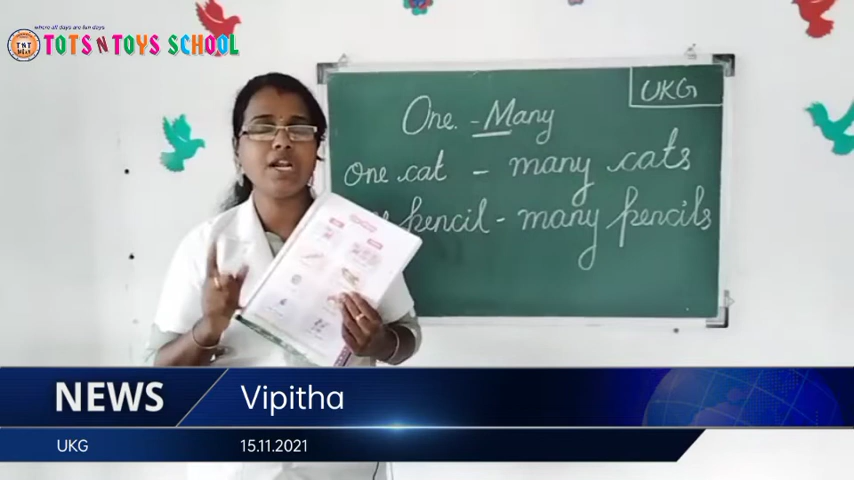 where all days are fun days
TOTS N TOYS SCHOOL
TNT
UKG
One. - Many
One cat - many cats
pencil - many pencils
NEWS
Vipitha
UKG
15.11.2021